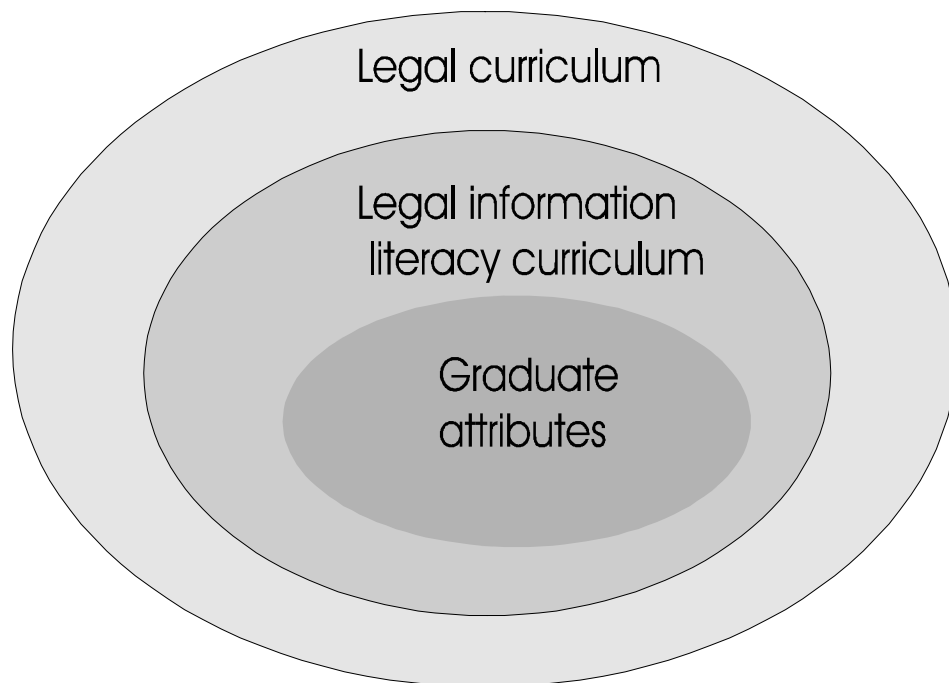 Legal curriculum
Legal information
literacy curriculum
Graduate
attributes